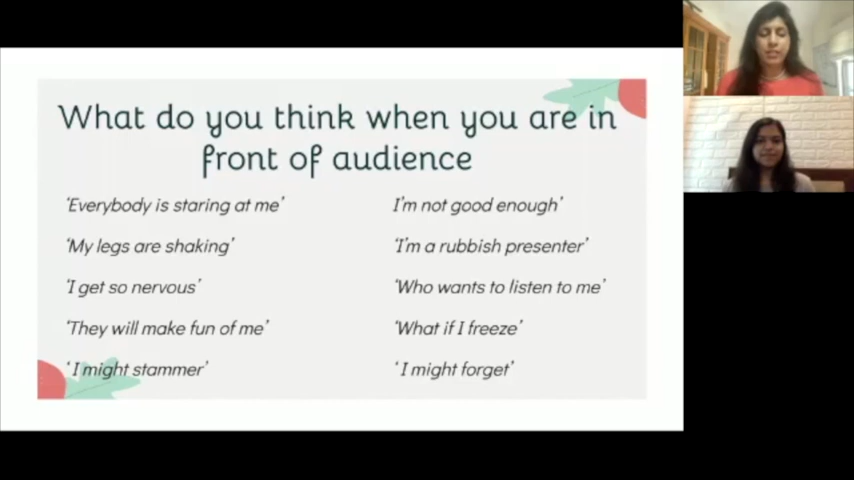 What do you think when you are in
front of audience
'Everybody is staring at me'
'My legs are shaking'
'I get so nervous'
'They will make fun of me'
' I might stammer'
I'm not good enough'
'I'm a rubbish presenter'
'Who wants to listen to me'
'What if I freeze'
' I might forget'